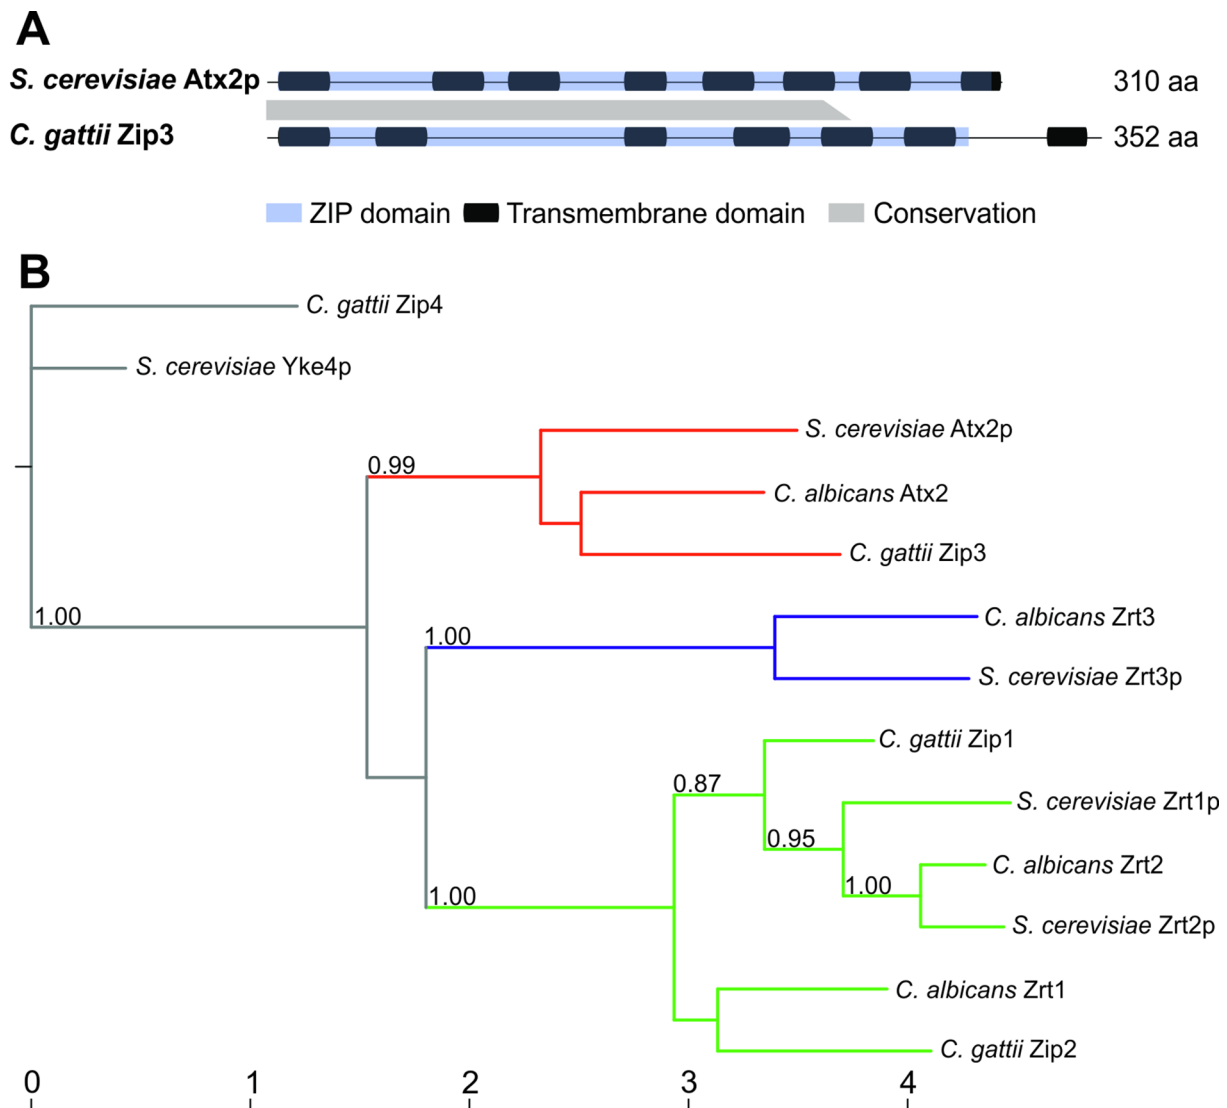 A
S. cerevisiae Atx2p 310 aa
C. gattii Zip3 352 aa
ZIP domain Transmembrane domain Conservation
B
C. gattii Zip4
S. cerevisiae Yke4p
S. cerevisiae Atx2p
0.99
C. albicans Atx2
C. gattii Zip3
1.00
C. albicans Zrt3
1.00
S. cerevisiae Zrt3p
C. gattii Zip1
0.87
S. cerevisiae Zrt1p
0.95
C. albicans Zrt2
1.00
1.00
S. cerevisiae Zrt2p
C. albicans Zrt1
C. gattii Zip2
0 1 2 3 4